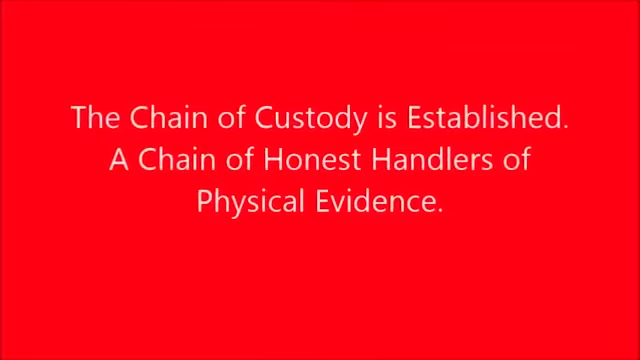 The Chain of Custody is Established.
A Chain of Honest Handlers of
Physical Evidence.